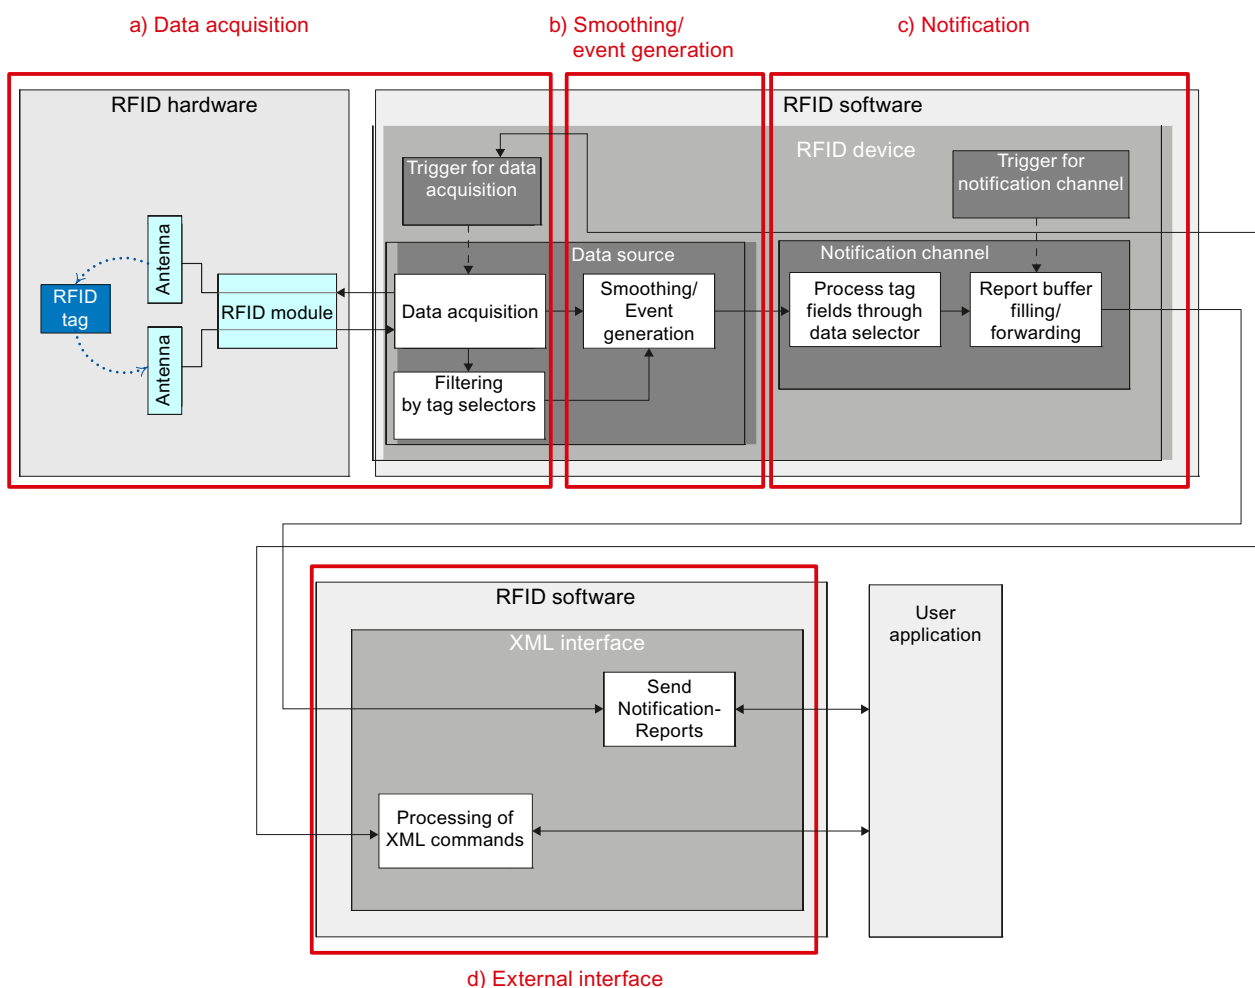 a) Data acquisition
b) Smoothing/
event generation
c) Notification
RFID hardware
RFID software
RFID device
Trigger for data
acquisition
Trigger for
notification channel
Antenna
RFID
tag
Antenna
RFID module
Data source
Data acquisition
Smoothing/
Event
generation
Filtering
by tag selectors
Notification channel
Process tag
fields through
data selector
Report buffer
filling/
forwarding
RFID software
XML interface
Send
Notification-
Reports
Processing of
XML commands
User
application
d) External interface